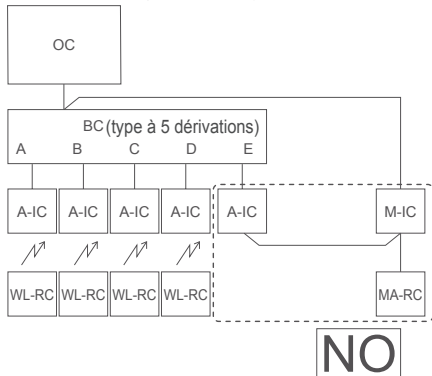 OC
BC (type à 5 dérivations)
A B C D E
A-IC A-IC A-IC A-IC A-IC M-IC
WL-RC WL-RC WL-RC WL-RC MA-RC
NO